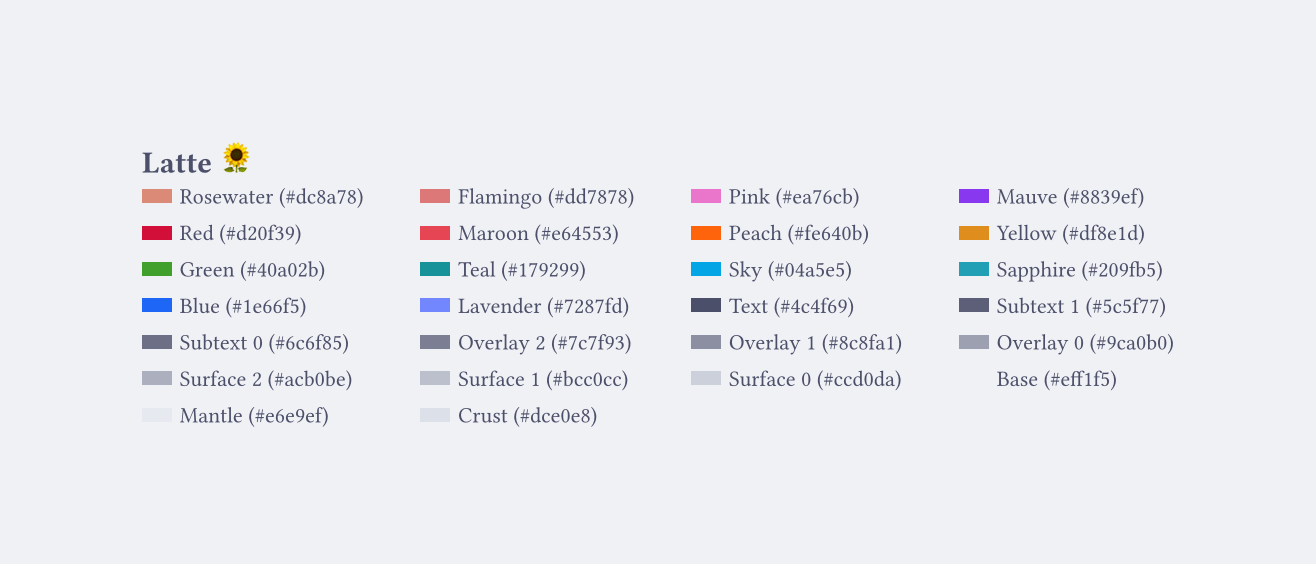 Latte 🌻
Rosewater (#dc8a78) Flamingo (#dd7878) Pink (#ea76cb) Mauve (#8839ef)
Red (#d20f39) Maroon (#e64553) Peach (#fe640b) Yellow (#df8e1d)
Green (#40a02b) Teal (#179299) Sky (#04a5e5) Sapphire (#209fb5)
Blue (#1e66f5) Lavender (#7287fd) Text (#4c4f69) Subtext 1 (#5c5f77)
Subtext 0 (#6c6f85) Overlay 2 (#7c7f93) Overlay 1 (#8c8fa1) Overlay 0 (#9ca0b0)
Surface 2 (#acb0be) Surface 1 (#bcc0cc) Surface 0 (#ccd0da) Base (#eff1f5)
Mantle (#e6e9ef) Crust (#dce0e8)